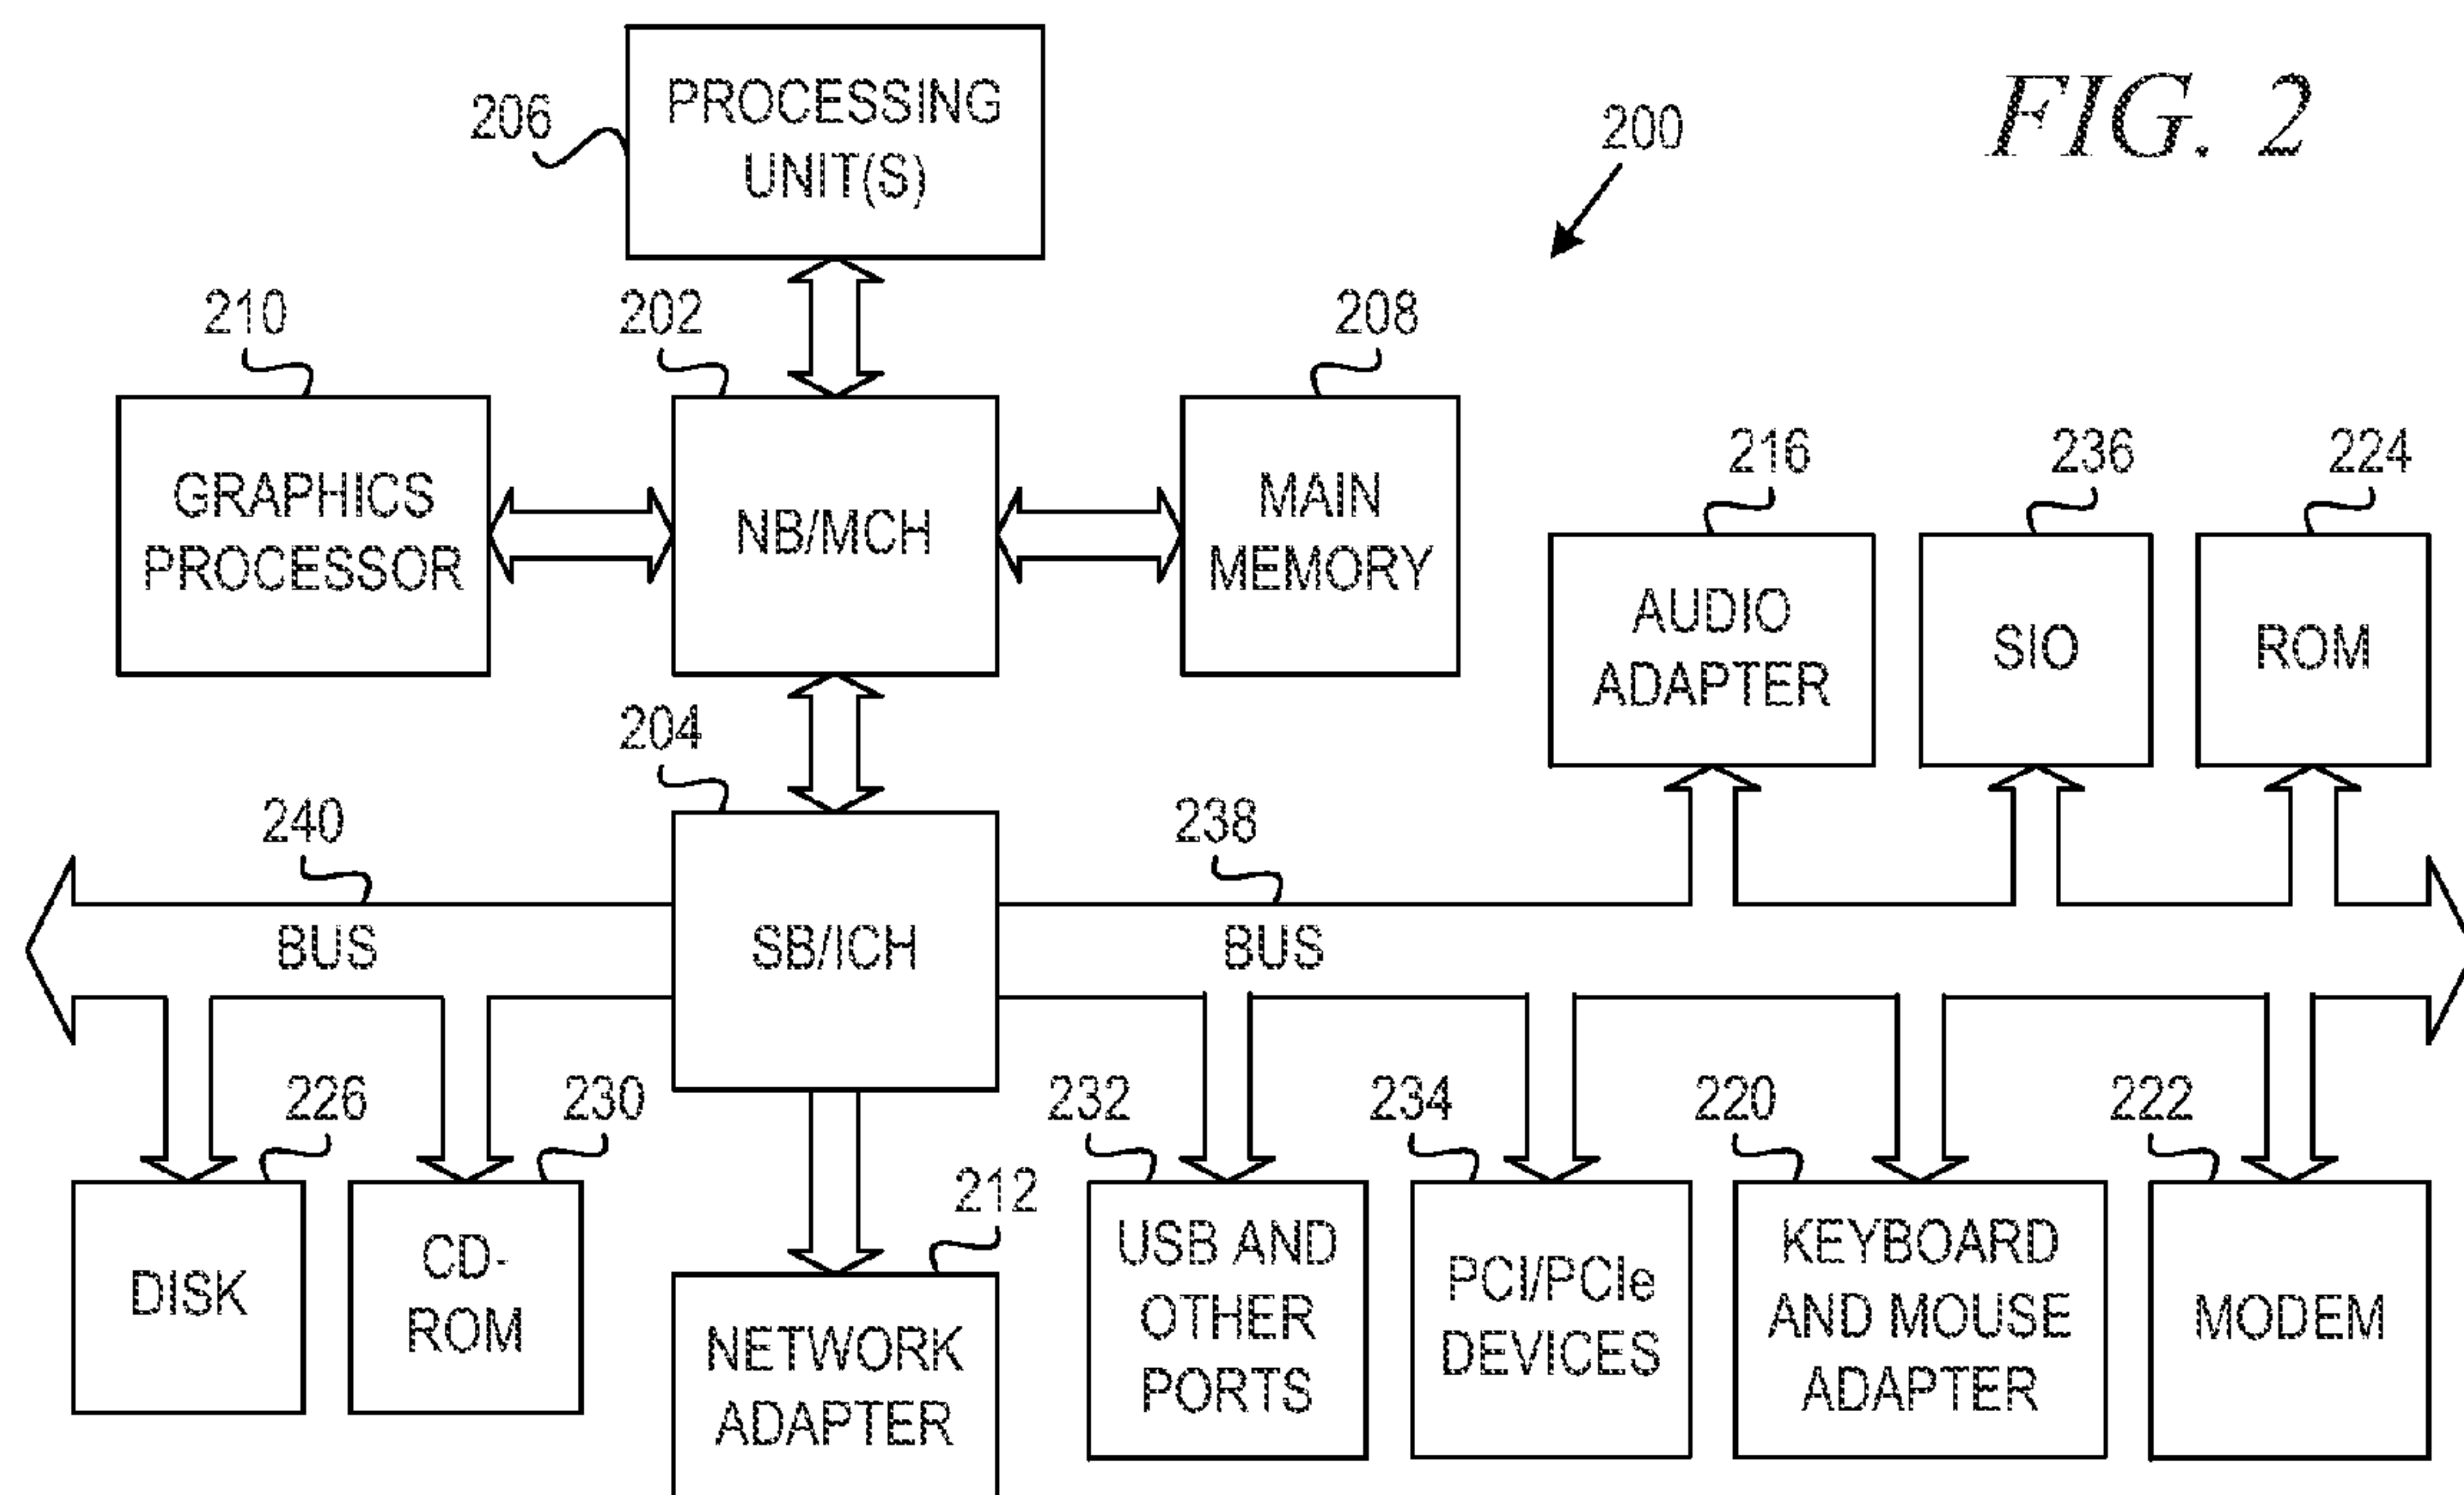 FIG. 2
200
206
PROCESSING
UNIT(S)
210
202
208
GRAPHICS
PROCESSOR
NB/MCH
MAIN
MEMORY
216
236
224
AUDIO
ADAPTER
SIO
ROM
204
240
238
BUS
SB/ICH
BUS
226
230
212
232
234
220
222
DISK
CD-
ROM
NETWORK
ADAPTER
USB AND
OTHER
PORTS
PCI/PCIe
DEVICES
KEYBOARD
AND MOUSE
ADAPTER
MODEM